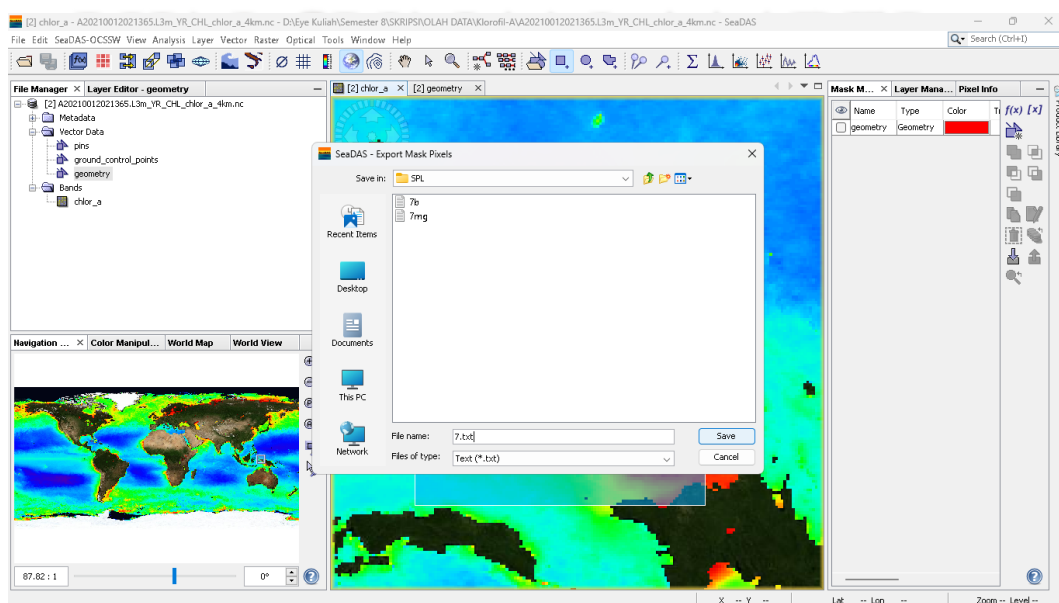 [2] chlor_a - A20210012021365.L3m_YR_CHL_chlor_a_4km.nc - D:\Eye Kuliah\Semester 8\SKRIPSI\OLAH DATA\Klorofil-A\A20210012021365.L3m_YR_CHL_chlor_a_4km.nc - SeaDAS
File Edit SeaDAS-OCSSW View Analysis Layer Vector Raster Optical Tools Window Help
Search (Ctrl+I)
File Manager × Layer Editor - geometry
[2] chlor_a × [2] geometry ×
Mask M... × Layer Mana... Pixel Info
[2] A20210012021365.L3m_YR_CHL_chlor_a_4km.nc
Metadata
Vector Data
pins
ground_control_points
geometry
Bands
chlor_a
Name Type Color
geometry Geometry
f(x) [x]
Product Library
SeaDAS - Export Mask Pixels
Save in: SPL
7b
7mg
Recent Items
Desktop
Documents
This PC
Network
File name: 7.txt Save
Files of type: Text (*.txt) Cancel
Navigation ... × Color Manipul... World Map World View
87.82 : 1 0°
X -- Y -- Lat -- Lon -- Zoom -- Level --